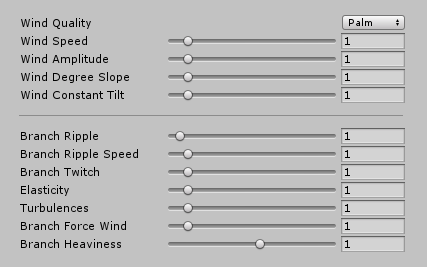 Wind Quality Palm
Wind Speed 1
Wind Amplitude 1
Wind Degree Slope 1
Wind Constant Tilt 1
Branch Ripple 1
Branch Ripple Speed 1
Branch Twitch 1
Elasticity 1
Turbulences 1
Branch Force Wind 1
Branch Heaviness 1